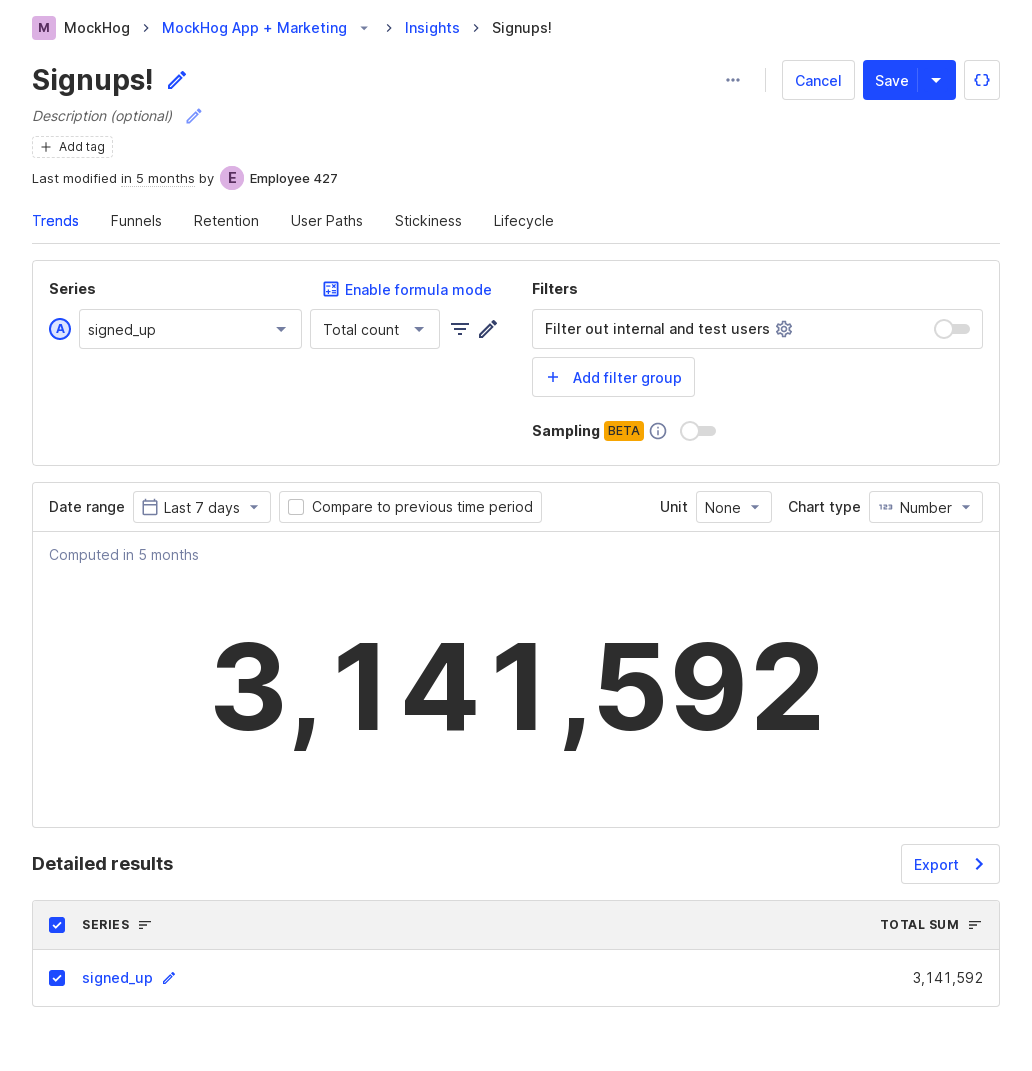 M MockHog MockHog App + Marketing Insights Signups!
Signups!
Cancel Save
Description (optional)
Add tag
Last modified in 5 months by E Employee 427
Trends Funnels Retention User Paths Stickiness Lifecycle
Series Enable formula mode
A signed_up Total count
Filters
Filter out internal and test users
Add filter group
Sampling BETA
Date range Last 7 days Compare to previous time period Unit None Chart type 123 Number
Computed in 5 months
3,141,592
Detailed results Export
SERIES TOTAL SUM
signed_up 3,141,592